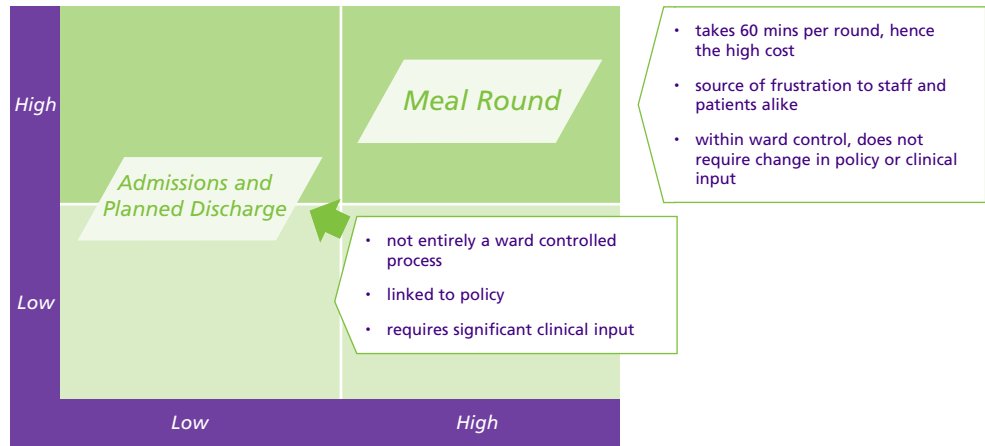 High
Meal Round
• takes 60 mins per round, hence
the high cost
• source of frustration to staff and
patients alike
• within ward control, does not
require change in policy or clinical
input
Admissions and
Planned Discharge
• not entirely a ward controlled
process
• linked to policy
• requires significant clinical input
Low
Low
High